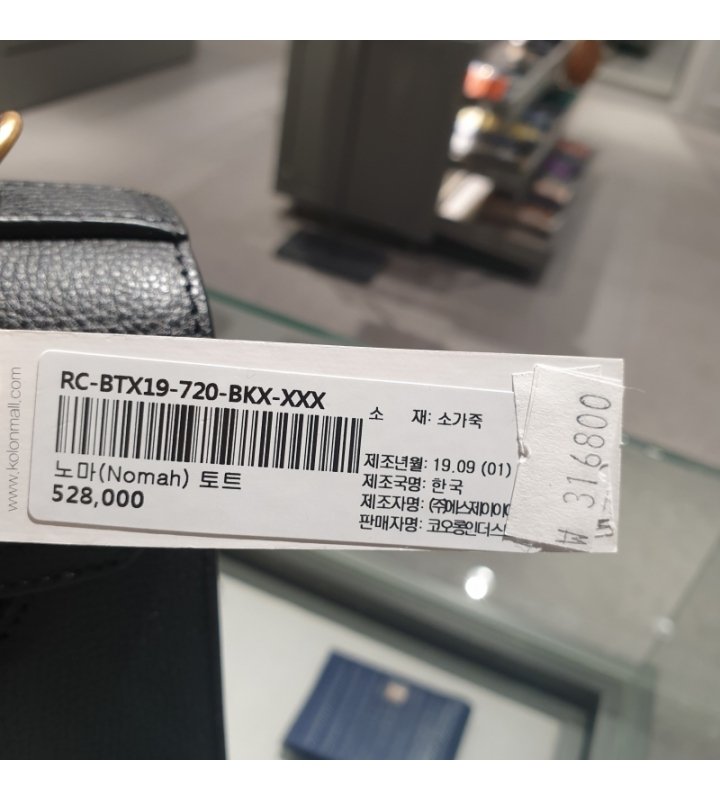 www.kolonmall.com
RC-BTX19-720-BKX-XXX
노마(Nomah) 토트
528,000
소 재: 소가죽
제조년월: 19.09 (01)
제조국명: 한국
제조자명: (주)에스제이
판매자명: 코오롱인더스
₩ 316800